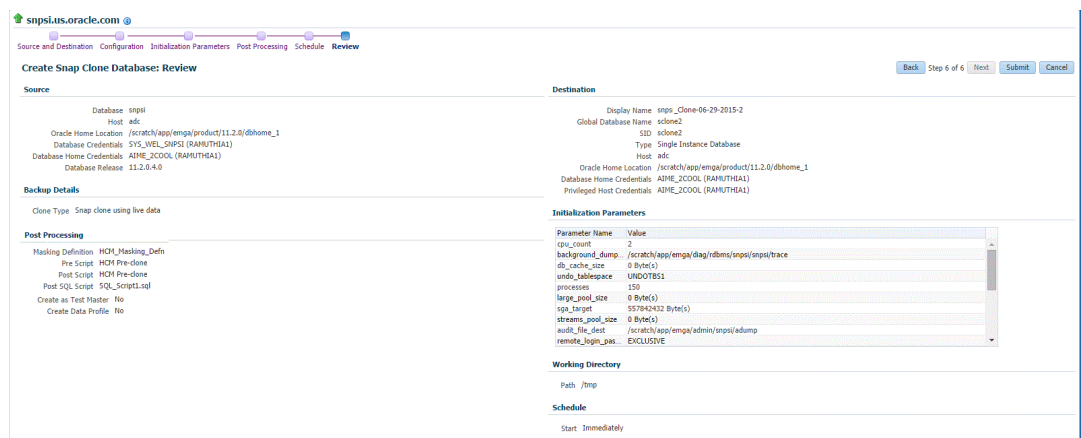 snpsi.us.oracle.com
Source and Destination Configuration Initialization Parameters Post Processing Schedule Review
Create Snap Clone Database: Review
Back Step 6 of 6 Next Submit Cancel
Source
Database snpsi
Host adc
Oracle Home Location /scratch/app/emga/product/11.2.0/dbhome_1
Database Credentials SYS_WEL_SNPSI (RAMUTHIA1)
Database Home Credentials AIME_2COOL (RAMUTHIA1)
Database Release 11.2.0.4.0
Backup Details
Clone Type Snap clone using live data
Post Processing
Masking Definition HCM_Masking_Defn
Pre Script HCM Pre-clone
Post Script HCM Pre-clone
Post SQL Script SQL_Script1.sql
Create as Test Master No
Create Data Profile No
Destination
Display Name snps _Clone-06-29-2015-2
Global Database Name sclone2
SID sclone2
Type Single Instance Database
Host adc
Oracle Home Location /scratch/app/emga/product/11.2.0/dbhome_1
Database Home Credentials AIME_2COOL (RAMUTHIA1)
Privileged Host Credentials AIME_2COOL (RAMUTHIA1)
Initialization Parameters
Parameter Name Value
cpu_count 2
background_dump... /scratch/app/emga/diag/rdbms/snpsi/snpsi/trace
db_cache_size 0 Byte(s)
undo_tablespace UNDOTBS1
processes 150
large_pool_size 0 Byte(s)
sga_target 557842432 Byte(s)
streams_pool_size 0 Byte(s)
audit_file_dest /scratch/app/emga/admin/snpsi/adump
remote_login_pas... EXCLUSIVE
Working Directory
Path /tmp
Schedule
Start Immediately